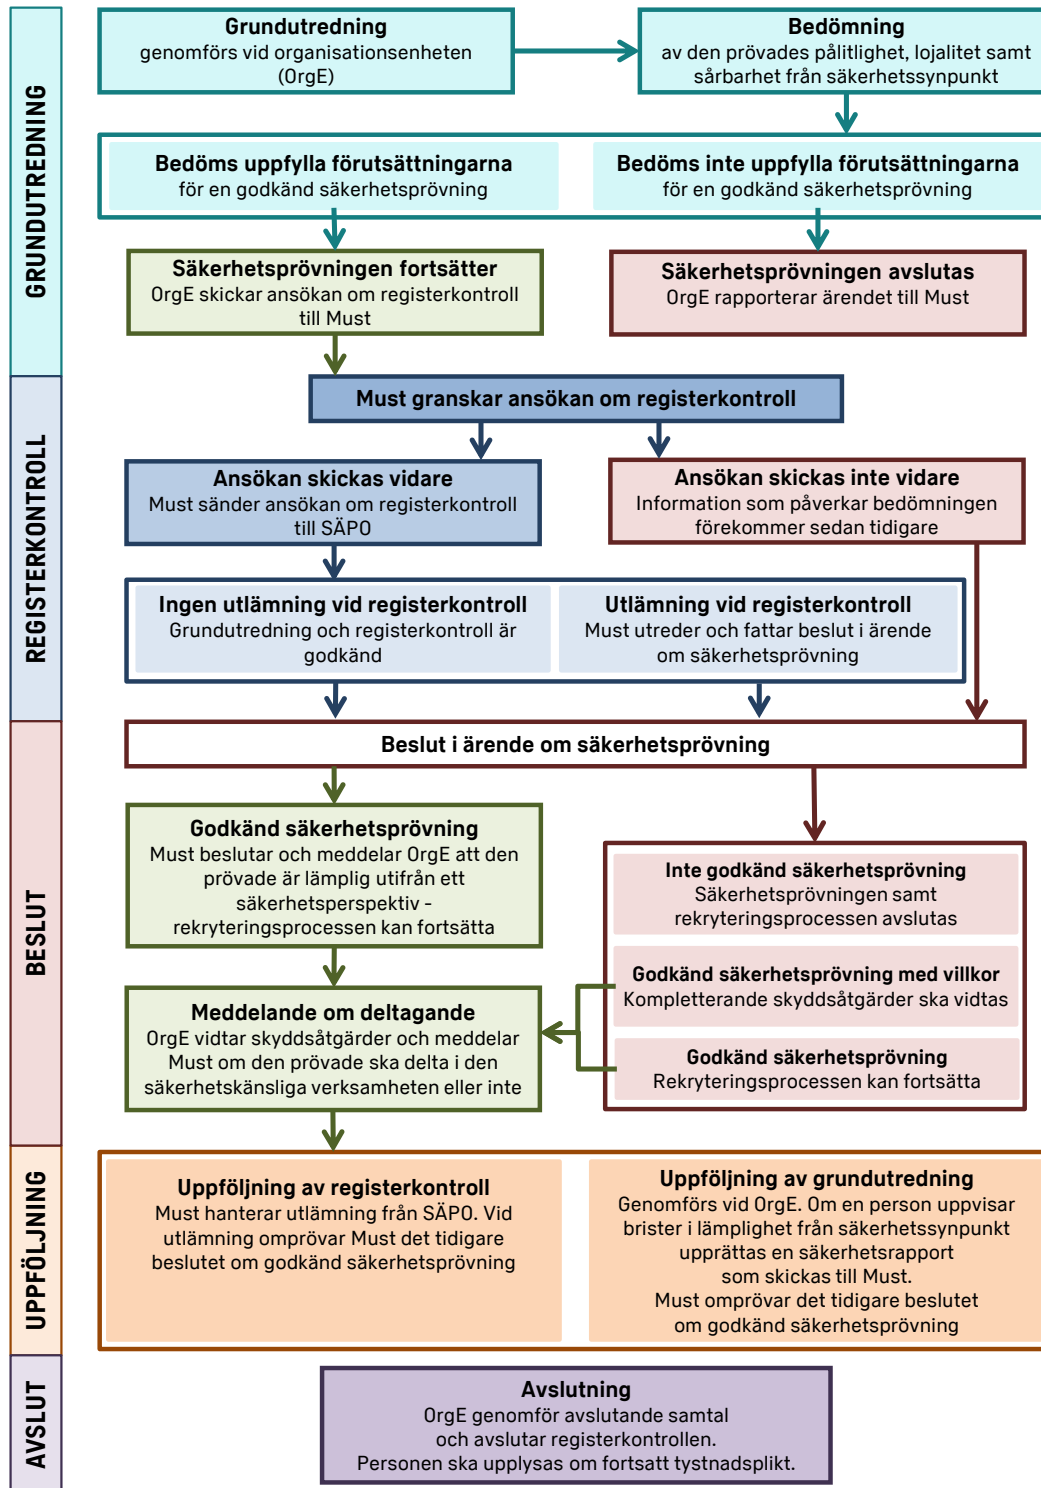 GRUNDUTREDNING
Grundutredning
genomförs vid organisationsenheten
(OrgE)
Bedömning
av den prövades pålitlighet, lojalitet samt
sårbarhet från säkerhetssynpunkt
Bedöms uppfylla förutsättningarna
för en godkänd säkerhetsprövning
Bedöms inte uppfylla förutsättningarna
för en godkänd säkerhetsprövning
Säkerhetsprövningen fortsätter
OrgE skickar ansökan om registerkontroll
till Must
Säkerhetsprövningen avslutas
OrgE rapporterar ärendet till Must
REGISTERKONTROLL
Must granskar ansökan om registerkontroll
Ansökan skickas vidare
Must sänder ansökan om registerkontroll
till SÄPO
Ansökan skickas inte vidare
Information som påverkar bedömningen
förekommer sedan tidigare
Ingen utlämning vid registerkontroll
Grundutredning och registerkontroll är
godkänd
Utlämning vid registerkontroll
Must utreder och fattar beslut i ärende
om säkerhetsprövning
BESLUT
Beslut i ärende om säkerhetsprövning
Godkänd säkerhetsprövning
Must beslutar och meddelar OrgE att den
prövade är lämplig utifrån ett
säkerhetsperspektiv -
rekryteringsprocessen kan fortsätta
Inte godkänd säkerhetsprövning
Säkerhetsprövningen samt
rekryteringsprocessen avslutas
Godkänd säkerhetsprövning med villkor
Kompletterande skyddsåtgärder ska vidtas
Godkänd säkerhetsprövning
Rekryteringsprocessen kan fortsätta
Meddelande om deltagande
OrgE vidtar skyddsåtgärder och meddelar
Must om den prövade ska delta i den
säkerhetskänsliga verksamheten eller inte
UPPFÖLJNING
Uppföljning av registerkontroll
Must hanterar utlämning från SÄPO. Vid
utlämning omprövar Must det tidigare
beslutet om godkänd säkerhetsprövning
Uppföljning av grundutredning
Genomförs vid OrgE. Om en person uppvisar
brister i lämplighet från säkerhetssynpunkt
upprättas en säkerhetsrapport
som skickas till Must.
Must omprövar det tidigare beslutet
om godkänd säkerhetsprövning
AVSLUT
Avslutning
OrgE genomför avslutande samtal
och avslutar registerkontrollen.
Personen ska upplysas om fortsatt tystnadsplikt.